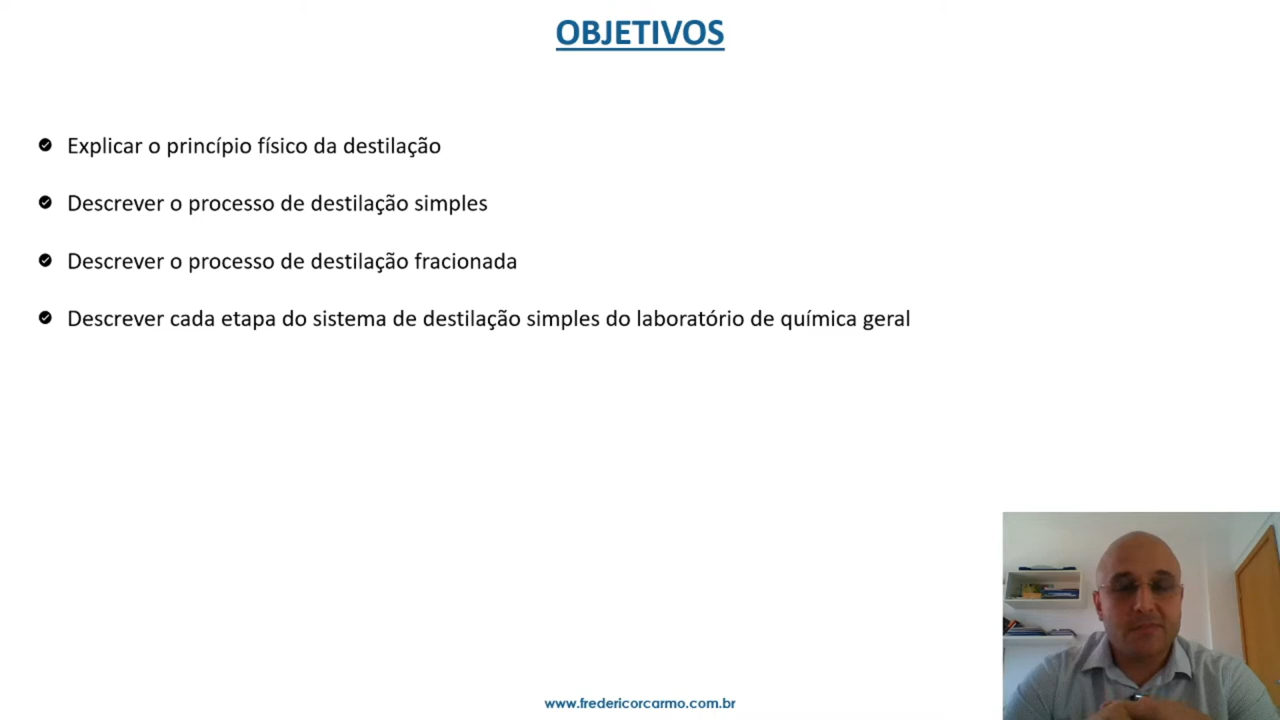 OBJETIVOS
Explicar o princípio físico da destilação
Descrever o processo de destilação simples
Descrever o processo de destilação fracionada
Descrever cada etapa do sistema de destilação simples do laboratório de química geral
www.fredericorcarmo.com.br